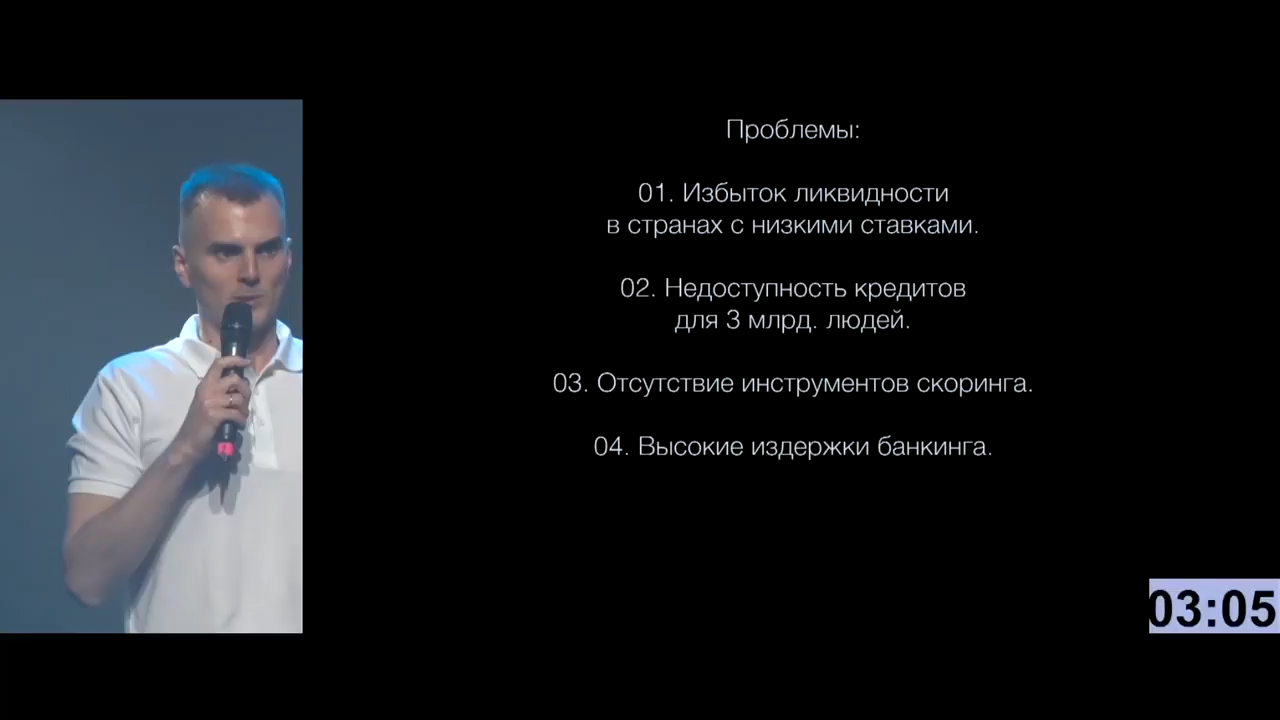 Проблемы:
01. Избыток ликвидности
в странах с низкими ставками.
02. Недоступность кредитов
для 3 млрд. людей.
03. Отсутствие инструментов скоринга.
04. Высокие издержки банкинга.
03:05